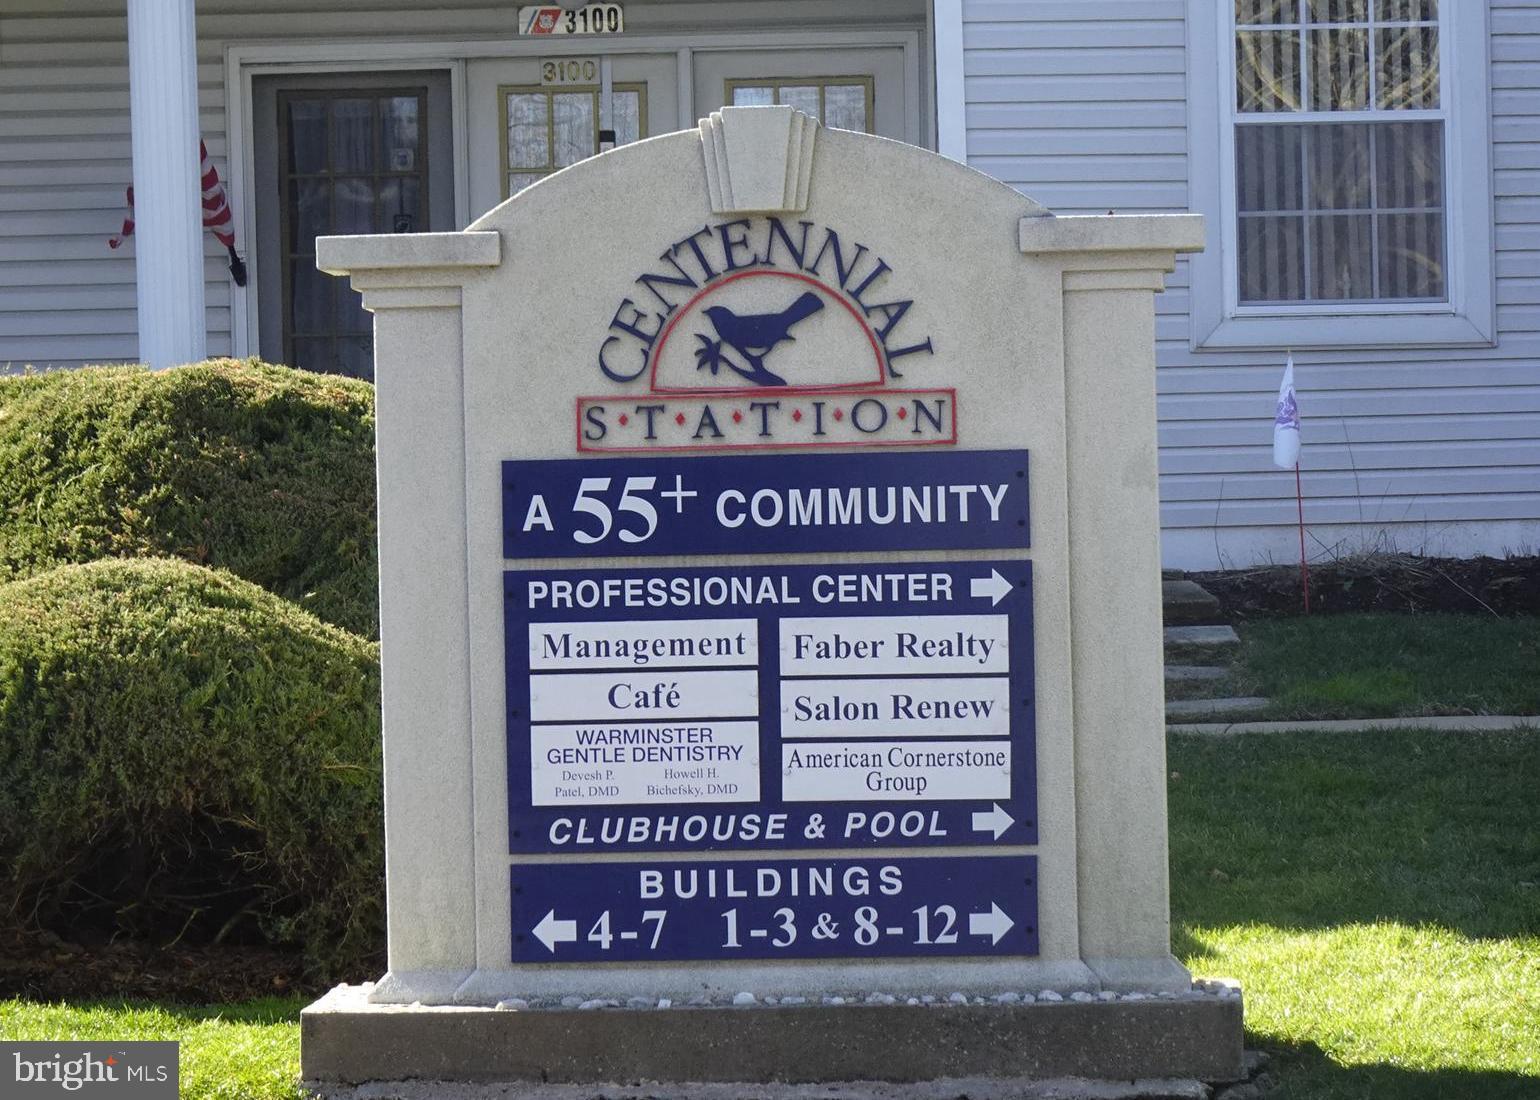 3100
3100
CENTENNIAL
S·T·A·T·I·O·N
A 55+ COMMUNITY
PROFESSIONAL CENTER
Management
Café
WARMINSTER
GENTLE DENTISTRY
Devesh P.
Patel, DMD
Howell H.
Bichefsky, DMD
Faber Realty
Salon Renew
American Cornerstone
Group
CLUBHOUSE & POOL
BUILDINGS
4-7 1-3 & 8-12
bright MLS